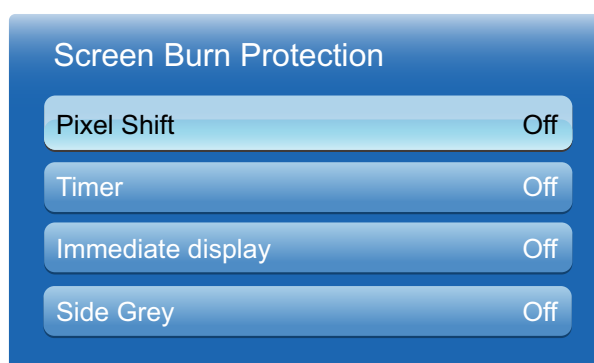 Screen Burn Protection
Pixel Shift Off
Timer Off
Immediate display Off
Side Grey Off